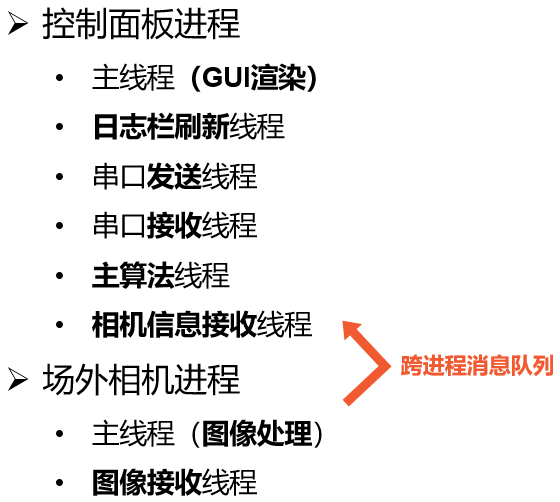 控制面板进程
主线程（GUI渲染）
日志栏刷新线程
串口发送线程
串口接收线程
主算法线程
相机信息接收线程
跨进程消息队列
场外相机进程
主线程（图像处理）
图像接收线程